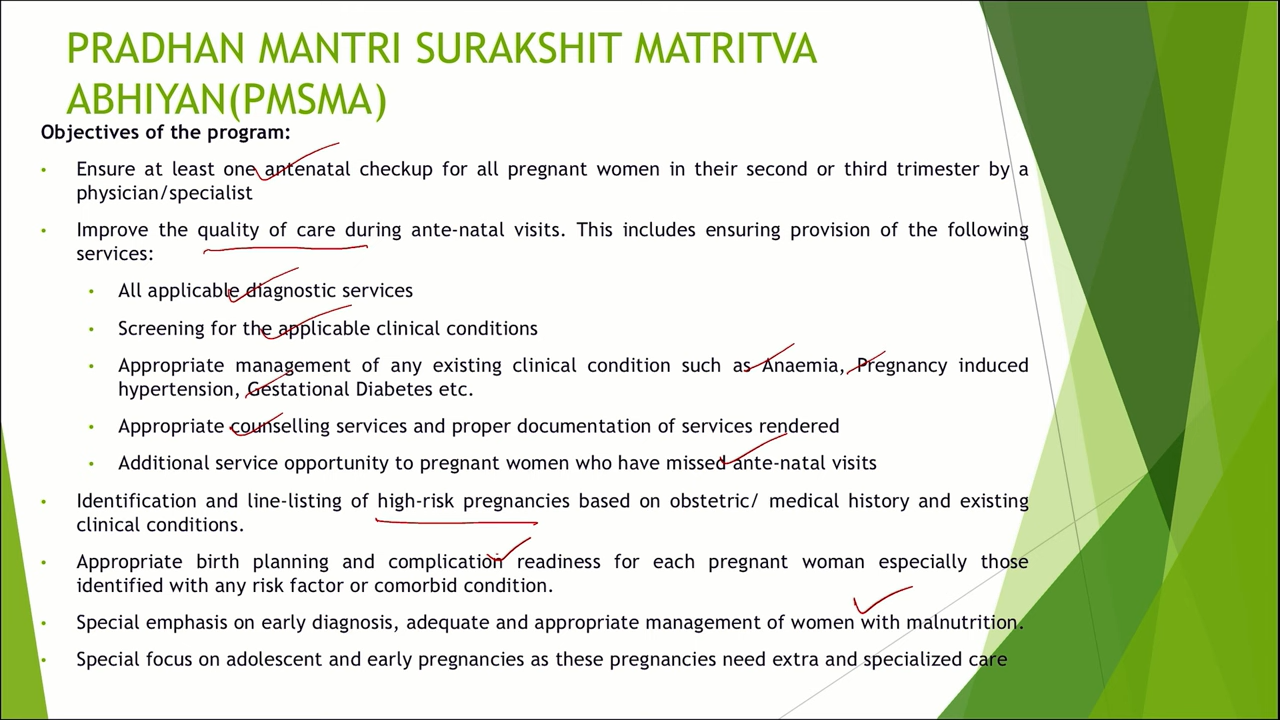 PRADHAN MANTRI SURAKSHIT MATRITVA
ABHIYAN(PMSMA)
Objectives of the program:
• Ensure at least one antenatal checkup for all pregnant women in their second or third trimester by a
physician/specialist
• Improve the quality of care during ante-natal visits. This includes ensuring provision of the following
services:
• All applicable diagnostic services
• Screening for the applicable clinical conditions
• Appropriate management of any existing clinical condition such as Anaemia, Pregnancy induced
hypertension, Gestational Diabetes etc.
• Appropriate counselling services and proper documentation of services rendered
• Additional service opportunity to pregnant women who have missed ante-natal visits
• Identification and line-listing of high-risk pregnancies based on obstetric/ medical history and existing
clinical conditions.
• Appropriate birth planning and complication readiness for each pregnant woman especially those
identified with any risk factor or comorbid condition.
• Special emphasis on early diagnosis, adequate and appropriate management of women with malnutrition.
• Special focus on adolescent and early pregnancies as these pregnancies need extra and specialized care